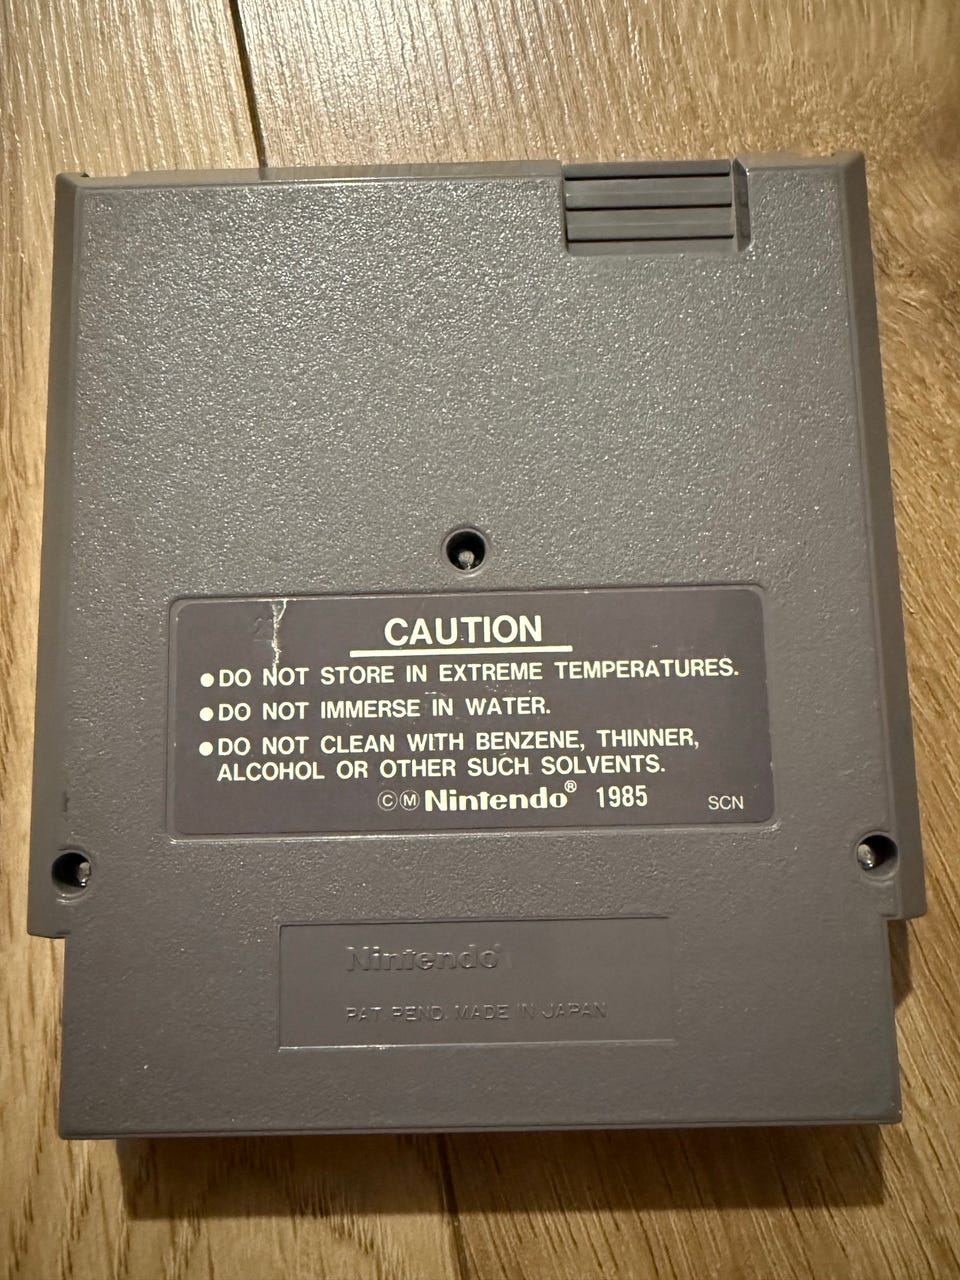 CAUTION
●DO NOT STORE IN EXTREME TEMPERATURES.
●DO NOT IMMERSE IN WATER.
●DO NOT CLEAN WITH BENZENE, THINNER,
ALCOHOL OR OTHER SUCH SOLVENTS.
ⒸⓂNintendo® 1985 SCN
Nintendo®
PAT. PEND. MADE IN JAPAN